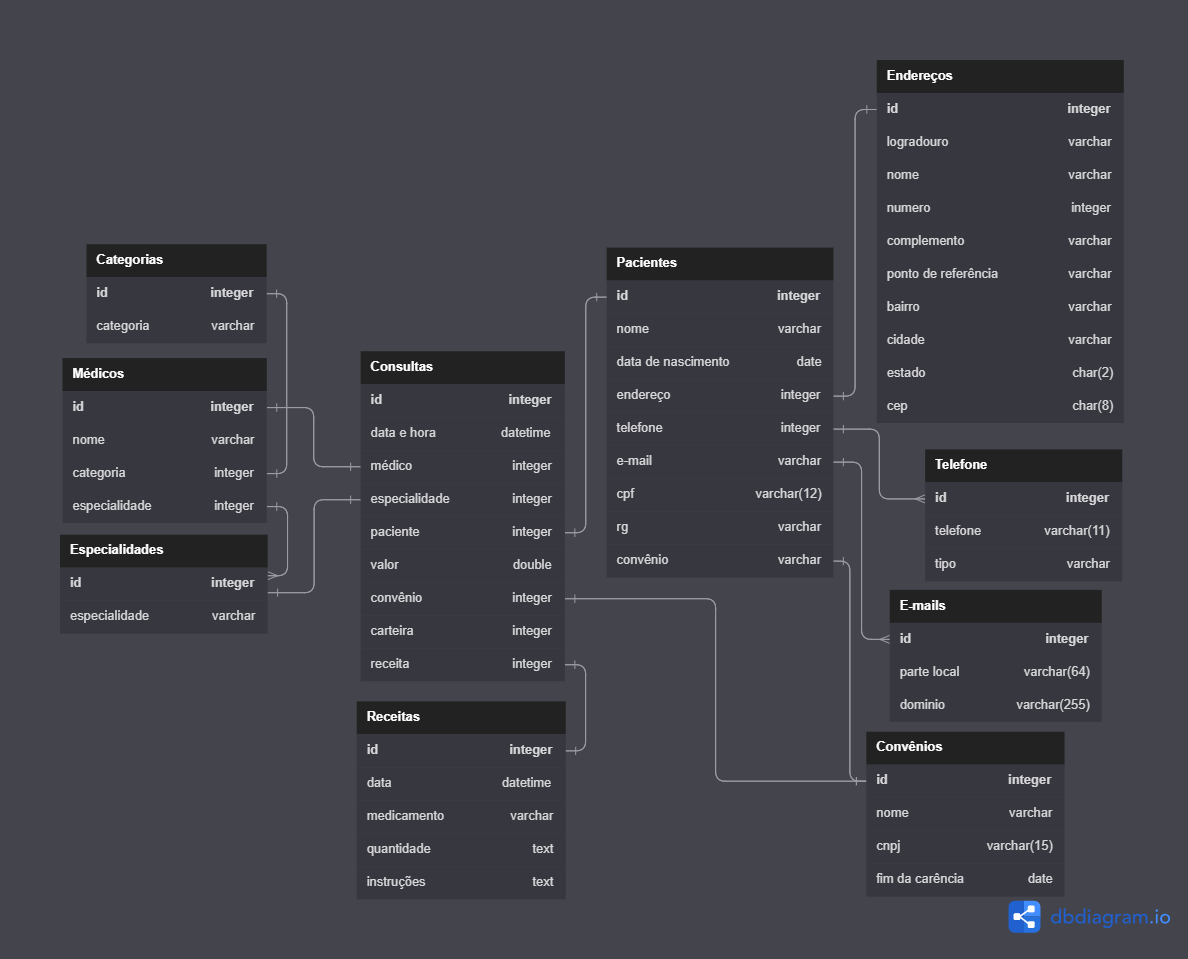 Endereços
id integer
logradouro varchar
nome varchar
numero integer
complemento varchar
ponto de referência varchar
bairro varchar
cidade varchar
estado char(2)
cep char(8)
Categorias
id integer
categoria varchar
Médicos
id integer
nome varchar
categoria integer
especialidade integer
Especialidades
id integer
especialidade varchar
Consultas
id integer
data e hora datetime
médico integer
especialidade integer
paciente integer
valor double
convênio integer
carteira integer
receita integer
Receitas
id integer
data datetime
medicamento varchar
quantidade text
instruções text
Pacientes
id integer
nome varchar
data de nascimento date
endereço integer
telefone integer
e-mail varchar
cpf varchar(12)
rg varchar
convênio varchar
Telefone
id integer
telefone varchar(11)
tipo varchar
E-mails
id integer
parte local varchar(64)
dominio varchar(255)
Convênios
id integer
nome varchar
cnpj varchar(15)
fim da carência date
dbdiagram.io